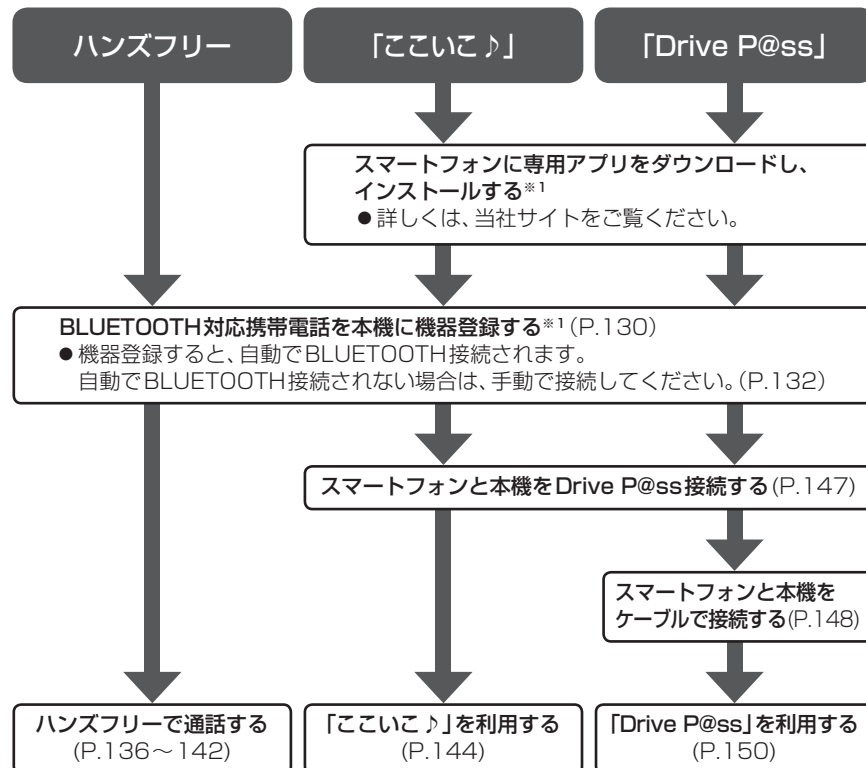 ハンズフリー
「ここいこ♪」
「Drive P@ss」
スマートフォンに専用アプリをダウンロードし、
インストールする※1
●詳しくは、当社サイトをご覧ください。
BLUETOOTH対応携帯電話を本機に機器登録する※1(P.130)
●機器登録すると、自動でBLUETOOTH接続されます。
自動でBLUETOOTH接続されない場合は、手動で接続してください。(P.132)
スマートフォンと本機をDrive P@ss接続する(P.147)
スマートフォンと本機を
ケーブルで接続する(P.148)
ハンズフリーで通話する
(P.136～142)
「ここいこ♪」を利用する
(P.144)
「Drive P@ss」を利用する
(P.150)